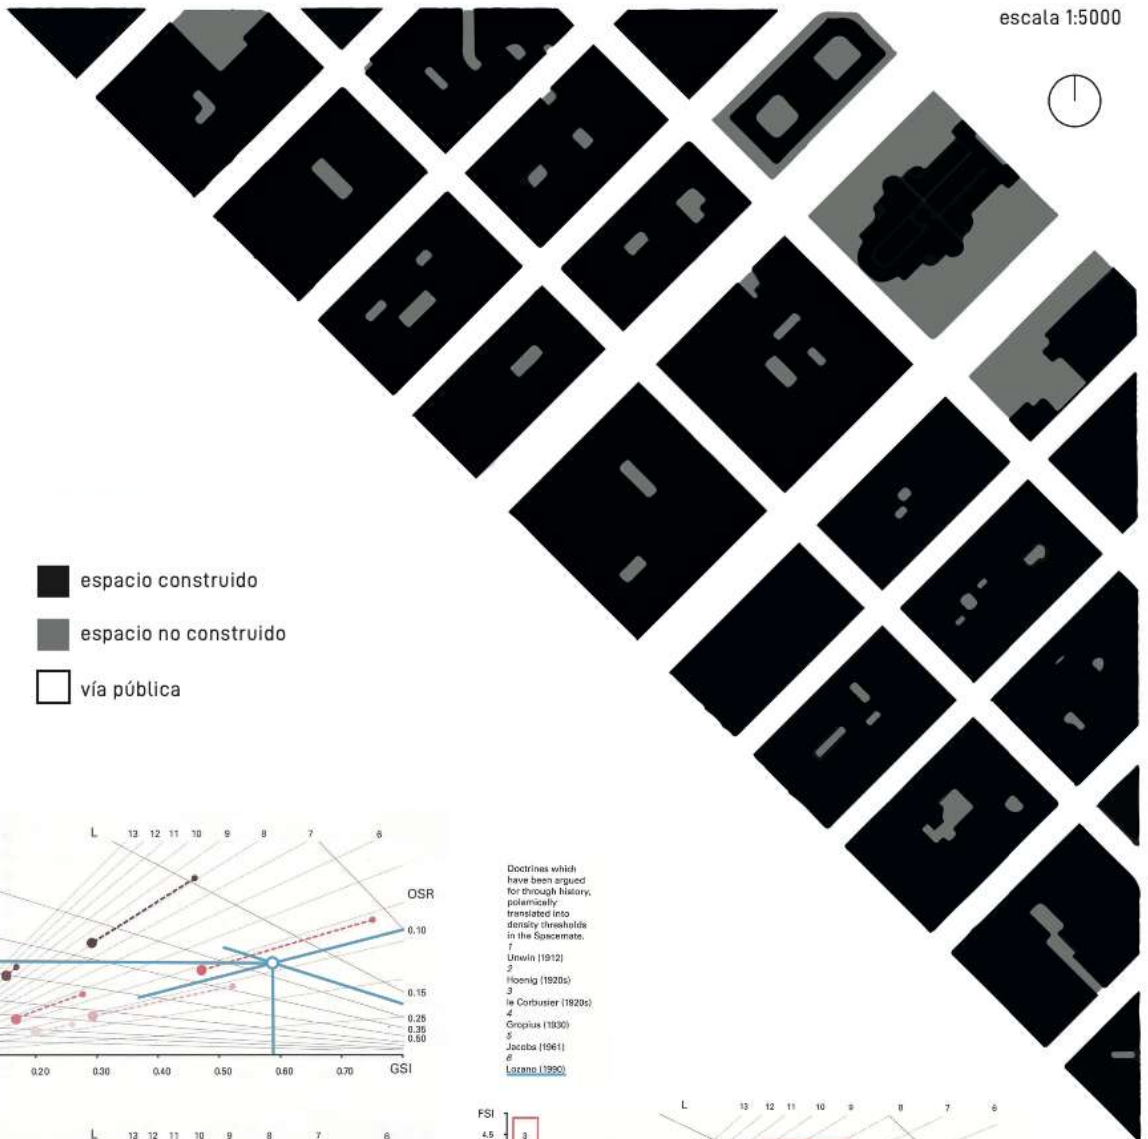 escala 1:5000
espacio construido
espacio no construido
vía pública
L 13 12 11 10 9 8 7 6
OSR
0.10
0.15
0.25
0.35
0.50
0.20 0.30 0.40 0.50 0.60 0.70 GSI
Doctrines which
have been argued
for through history,
polemically
translated into
density thresholds
in the Spacemate.
1
Unwin (1912)
2
Hoenig (1920s)
3
le Corbusier (1920s)
4
Gropius (1930)
5
Jacobs (1961)
6
Lozano (1990)
L 13 12 11 10 9 8 7 6
FSI
4.5 3
L 13 12 11 10 9 8 7 6